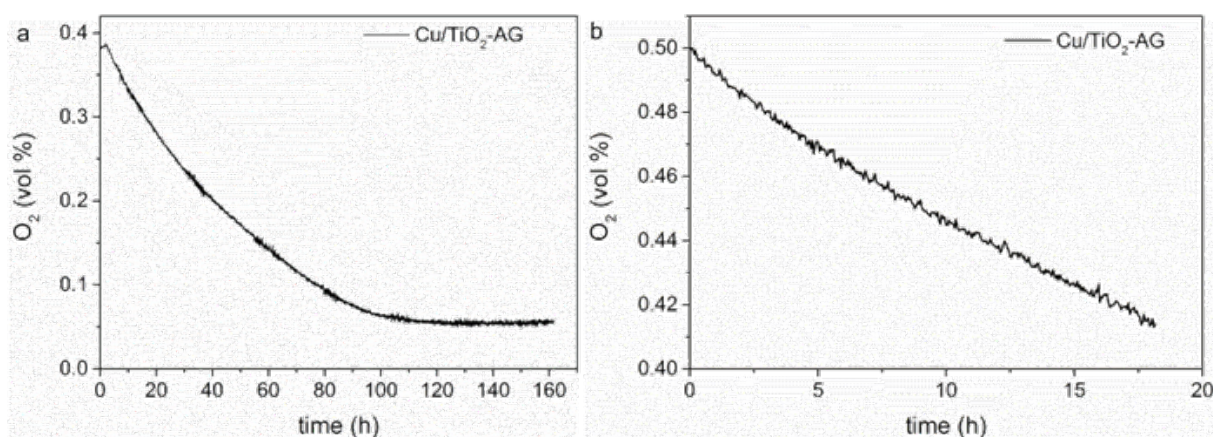 a
Cu/TiO₂-AG
0.4
0.3
0.2
0.1
0.0
O₂ (vol %)
0 20 40 60 80 100 120 140 160
time (h)
b
Cu/TiO₂-AG
0.50
0.48
0.46
0.44
0.42
0.40
O₂ (vol %)
0 5 10 15 20
time (h)